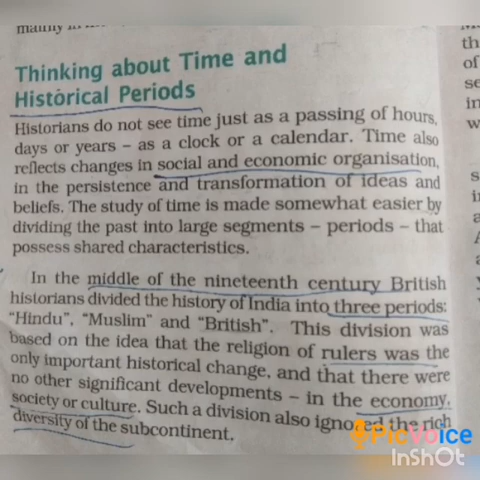 Thinking about Time and
Historical Periods
Historians do not see time just as a passing of hours,
days or years – as a clock or a calendar. Time also
reflects changes in social and economic organisation,
in the persistence and transformation of ideas and
beliefs. The study of time is made somewhat easier by
dividing the past into large segments – periods – that
possess shared characteristics.
In the middle of the nineteenth century British
historians divided the history of India into three periods:
"Hindu", "Muslim" and "British". This division was
based on the idea that the religion of rulers was the
only important historical change, and that there were
no other significant developments – in the economy,
society or culture. Such a division also ignored the rich
diversity of the subcontinent.
PicVoice
InShOt